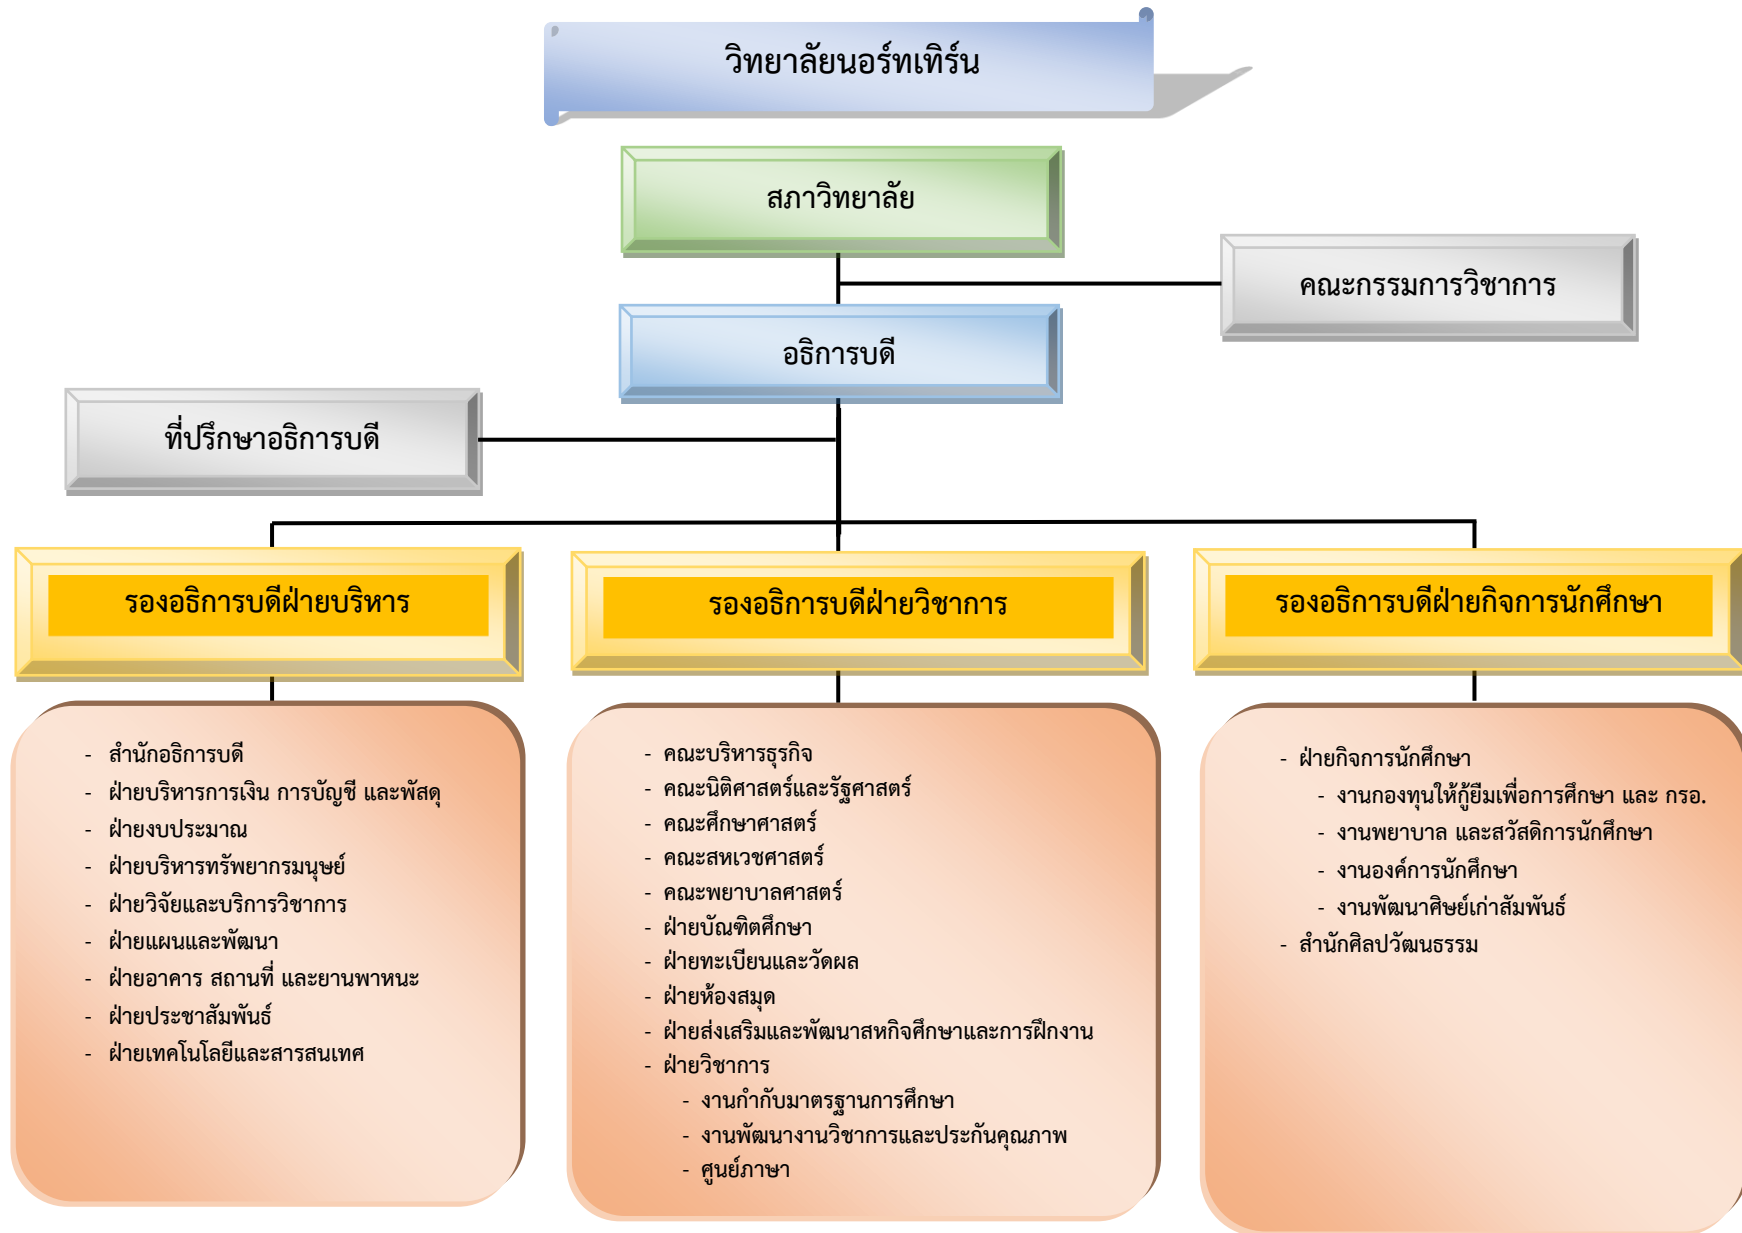 วิทยาลัยนอร์ทเทิร์น
สภาวิทยาลัย
คณะกรรมการวิชาการ
อธิการบดี
ที่ปรึกษาอธิการบดี
รองอธิการบดีฝ่ายบริหาร
- สำนักอธิการบดี
- ฝ่ายบริหารการเงิน การบัญชี และพัสดุ
- ฝ่ายงบประมาณ
- ฝ่ายบริหารทรัพยากรมนุษย์
- ฝ่ายวิจัยและบริการวิชาการ
- ฝ่ายแผนและพัฒนา
- ฝ่ายอาคาร สถานที่ และยานพาหนะ
- ฝ่ายประชาสัมพันธ์
- ฝ่ายเทคโนโลยีและสารสนเทศ
รองอธิการบดีฝ่ายวิชาการ
- คณะบริหารธุรกิจ
- คณะนิติศาสตร์และรัฐศาสตร์
- คณะศึกษาศาสตร์
- คณะสหเวชศาสตร์
- คณะพยาบาลศาสตร์
- ฝ่ายบัณฑิตศึกษา
- ฝ่ายทะเบียนและวัดผล
- ฝ่ายห้องสมุด
- ฝ่ายส่งเสริมและพัฒนาสหกิจศึกษาและการฝึกงาน
- ฝ่ายวิชาการ
- งานกำกับมาตรฐานการศึกษา
- งานพัฒนางานวิชาการและประกันคุณภาพ
- ศูนย์ภาษา
รองอธิการบดีฝ่ายกิจการนักศึกษา
- ฝ่ายกิจการนักศึกษา
- งานกองทุนให้กู้ยืมเพื่อการศึกษา และ กรอ.
- งานพยาบาล และสวัสดิการนักศึกษา
- งานองค์การนักศึกษา
- งานพัฒนาศิษย์เก่าสัมพันธ์
- สำนักศิลปวัฒนธรรม